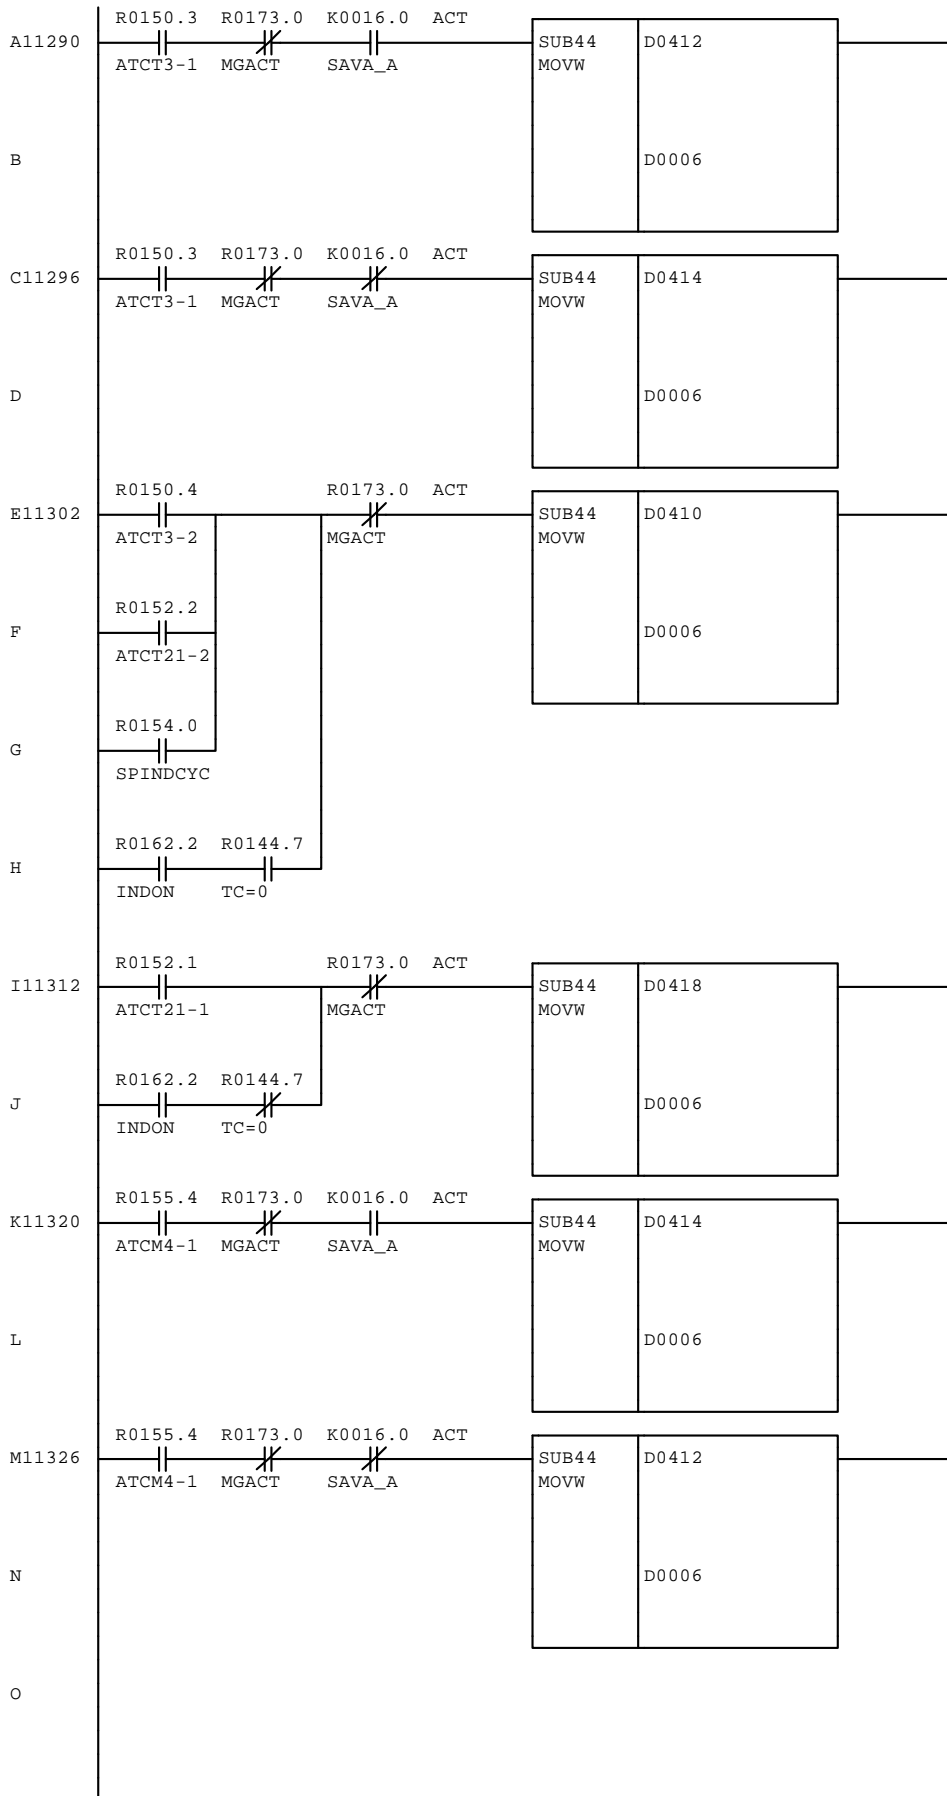 R0150.3 R0173.0 K0016.0 ACT
A11290 SUB44 D0412
ATCT3-1 MGACT SAVA_A MOVW
B D0006
R0150.3 R0173.0 K0016.0 ACT
C11296 SUB44 D0414
ATCT3-1 MGACT SAVA_A MOVW
D D0006
R0150.4 R0173.0 ACT
E11302 SUB44 D0410
ATCT3-2 MGACT MOVW
R0152.2
F D0006
ATCT21-2
R0154.0
G
SPINDCYC
R0162.2 R0144.7
H
INDON TC=0
R0152.1 R0173.0 ACT
I11312 SUB44 D0418
ATCT21-1 MGACT MOVW
R0162.2 R0144.7
J D0006
INDON TC=0
R0155.4 R0173.0 K0016.0 ACT
K11320 SUB44 D0414
ATCM4-1 MGACT SAVA_A MOVW
L D0006
R0155.4 R0173.0 K0016.0 ACT
M11326 SUB44 D0412
ATCM4-1 MGACT SAVA_A MOVW
N D0006
O